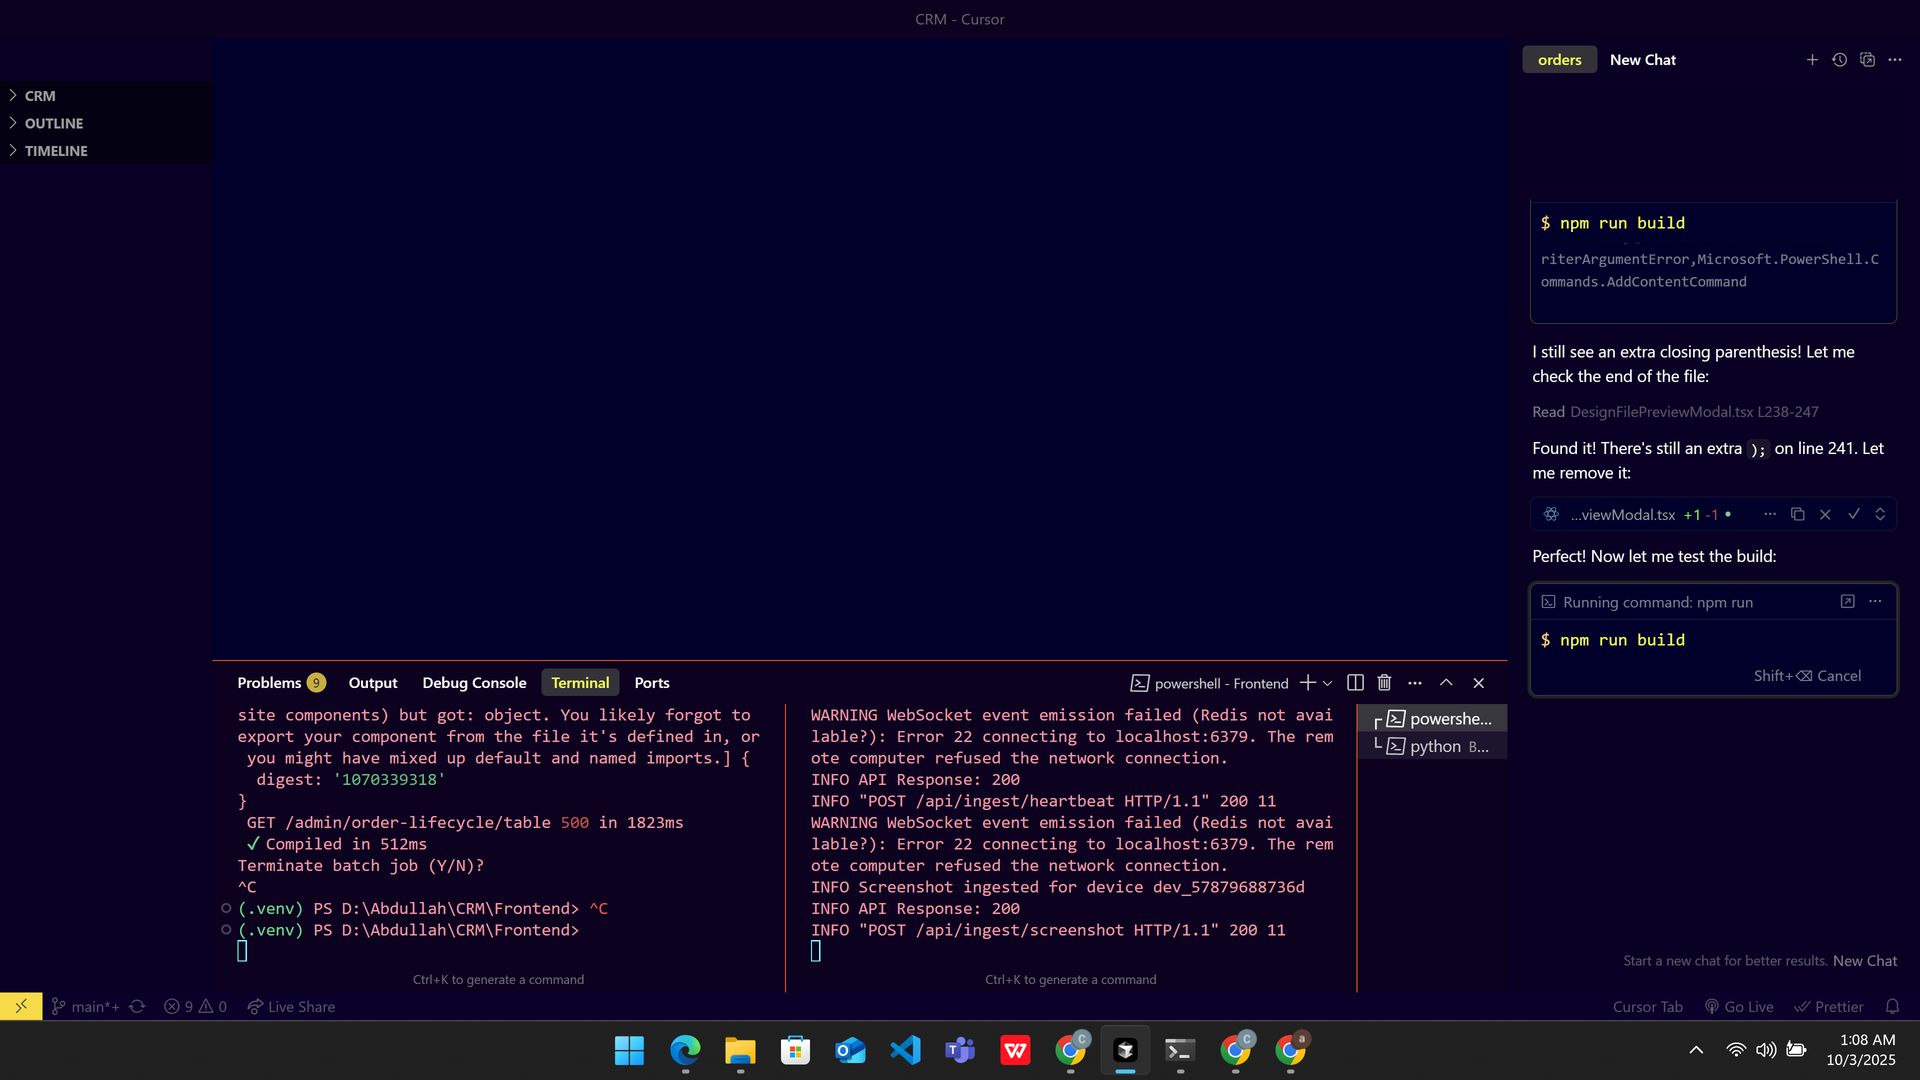 CRM - Cursor
CRM
OUTLINE
TIMELINE
orders New Chat
$ npm run build
riterArgumentError,Microsoft.PowerShell.C
ommands.AddContentCommand
I still see an extra closing parenthesis! Let me
check the end of the file:
Read DesignFilePreviewModal.tsx L238-247
Found it! There's still an extra ); on line 241. Let
me remove it:
...viewModal.tsx +1 -1
Perfect! Now let me test the build:
Running command: npm run
$ npm run build
Shift+⌫ Cancel
Start a new chat for better results. New Chat
Problems 9 Output Debug Console Terminal Ports
powershell - Frontend
site components) but got: object. You likely forgot to
export your component from the file it's defined in, or
you might have mixed up default and named imports.] {
digest: '1070339318'
}
GET /admin/order-lifecycle/table 500 in 1823ms
✓ Compiled in 512ms
Terminate batch job (Y/N)?
^C
(.venv) PS D:\Abdullah\CRM\Frontend> ^C
(.venv) PS D:\Abdullah\CRM\Frontend>
Ctrl+K to generate a command
WARNING WebSocket event emission failed (Redis not avai
lable?): Error 22 connecting to localhost:6379. The rem
ote computer refused the network connection.
INFO API Response: 200
INFO "POST /api/ingest/heartbeat HTTP/1.1" 200 11
WARNING WebSocket event emission failed (Redis not avai
lable?): Error 22 connecting to localhost:6379. The rem
ote computer refused the network connection.
INFO Screenshot ingested for device dev_57879688736d
INFO API Response: 200
INFO "POST /api/ingest/screenshot HTTP/1.1" 200 11
Ctrl+K to generate a command
powershe...
python B...
main*+ 9 0 Live Share
Cursor Tab Go Live Prettier
C C a
1:08 AM
10/3/2025